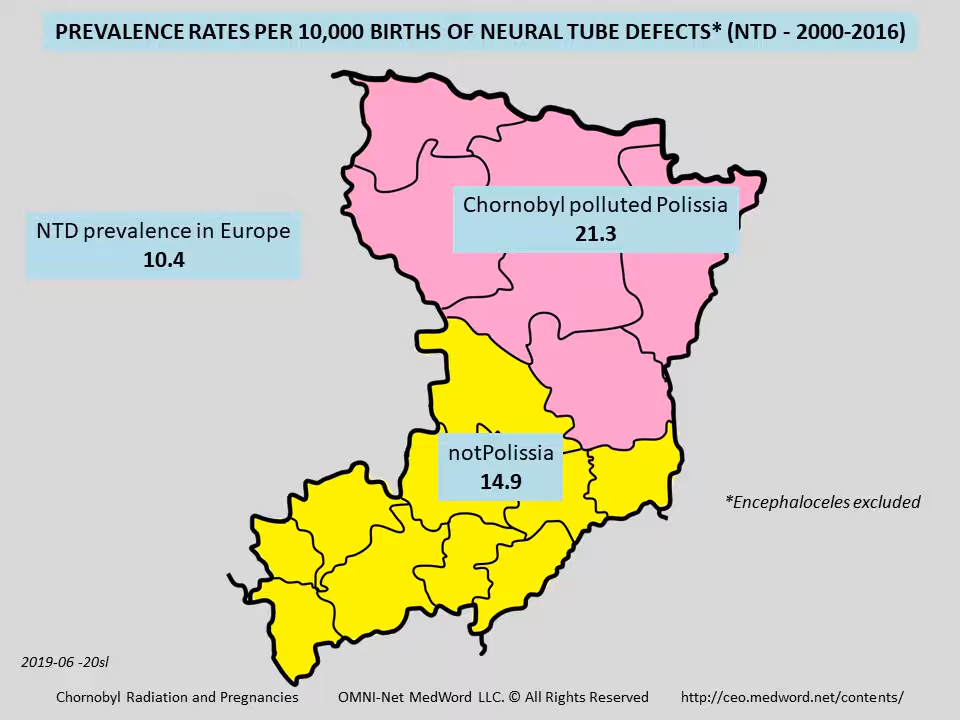 PREVALENCE RATES PER 10,000 BIRTHS OF NEURAL TUBE DEFECTS* (NTD - 2000-2016)
Chornobyl polluted Polissia
21.3
NTD prevalence in Europe
10.4
notPolissia
14.9
*Encephaloceles excluded
2019-06 -20sl
Chornobyl Radiation and Pregnancies OMNI-Net MedWord LLC. © All Rights Reserved http://ceo.medword.net/contents/